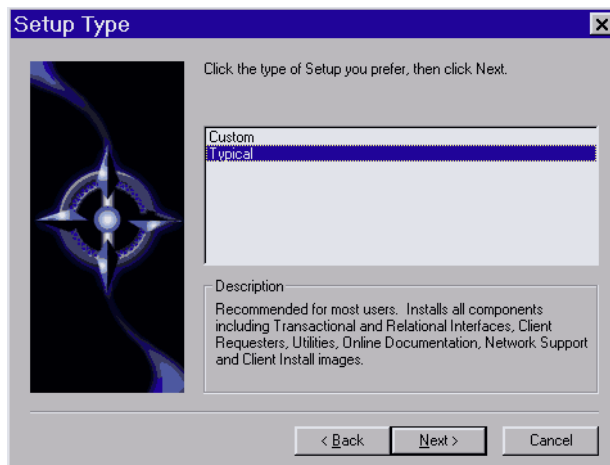 Setup Type
Click the type of Setup you prefer, then click Next.
Custom
Typical
Description
Recommended for most users. Installs all components
including Transactional and Relational Interfaces, Client
Requesters, Utilities, Online Documentation, Network Support
and Client Install images.
< Back
Next >
Cancel